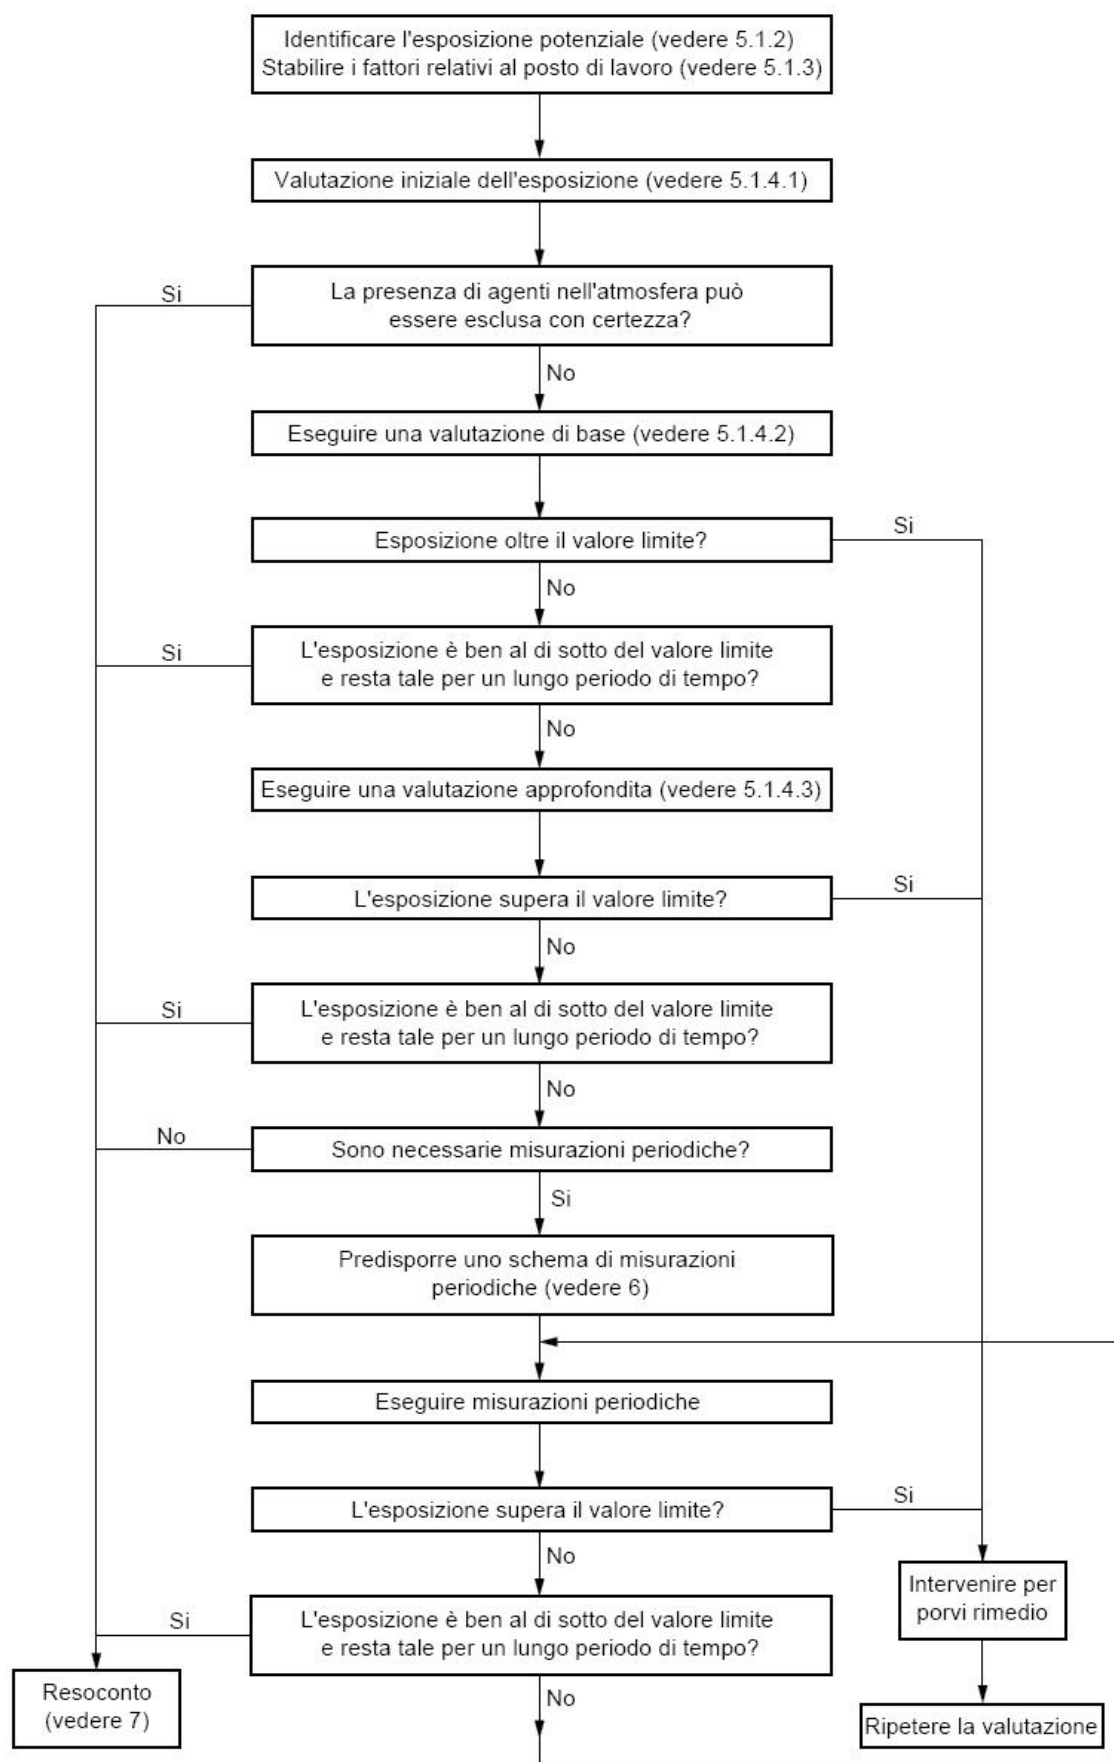 Identificare l'esposizione potenziale (vedere 5.1.2)
Stabilire i fattori relativi al posto di lavoro (vedere 5.1.3)
Valutazione iniziale dell'esposizione (vedere 5.1.4.1)
Si
La presenza di agenti nell'atmosfera può
essere esclusa con certezza?
No
Eseguire una valutazione di base (vedere 5.1.4.2)
Esposizione oltre il valore limite?
Si
No
Si
L'esposizione è ben al di sotto del valore limite
e resta tale per un lungo periodo di tempo?
No
Eseguire una valutazione approfondita (vedere 5.1.4.3)
L'esposizione supera il valore limite?
Si
No
Si
L'esposizione è ben al di sotto del valore limite
e resta tale per un lungo periodo di tempo?
No
No
Sono necessarie misurazioni periodiche?
Si
Predisporre uno schema di misurazioni
periodiche (vedere 6)
Eseguire misurazioni periodiche
L'esposizione supera il valore limite?
Si
No
Intervenire per
porvi rimedio
Si
L'esposizione è ben al di sotto del valore limite
e resta tale per un lungo periodo di tempo?
No
Resoconto
(vedere 7)
Ripetere la valutazione